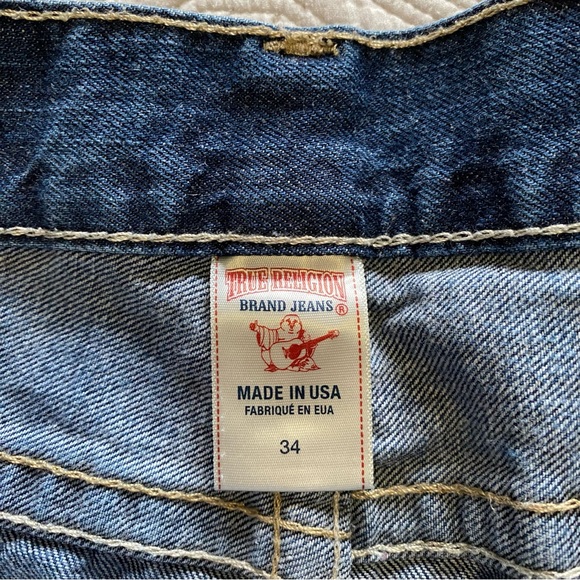 TRUE RELIGION
BRAND JEANS®
MADE IN USA
FABRIQUÉ EN EUA
34